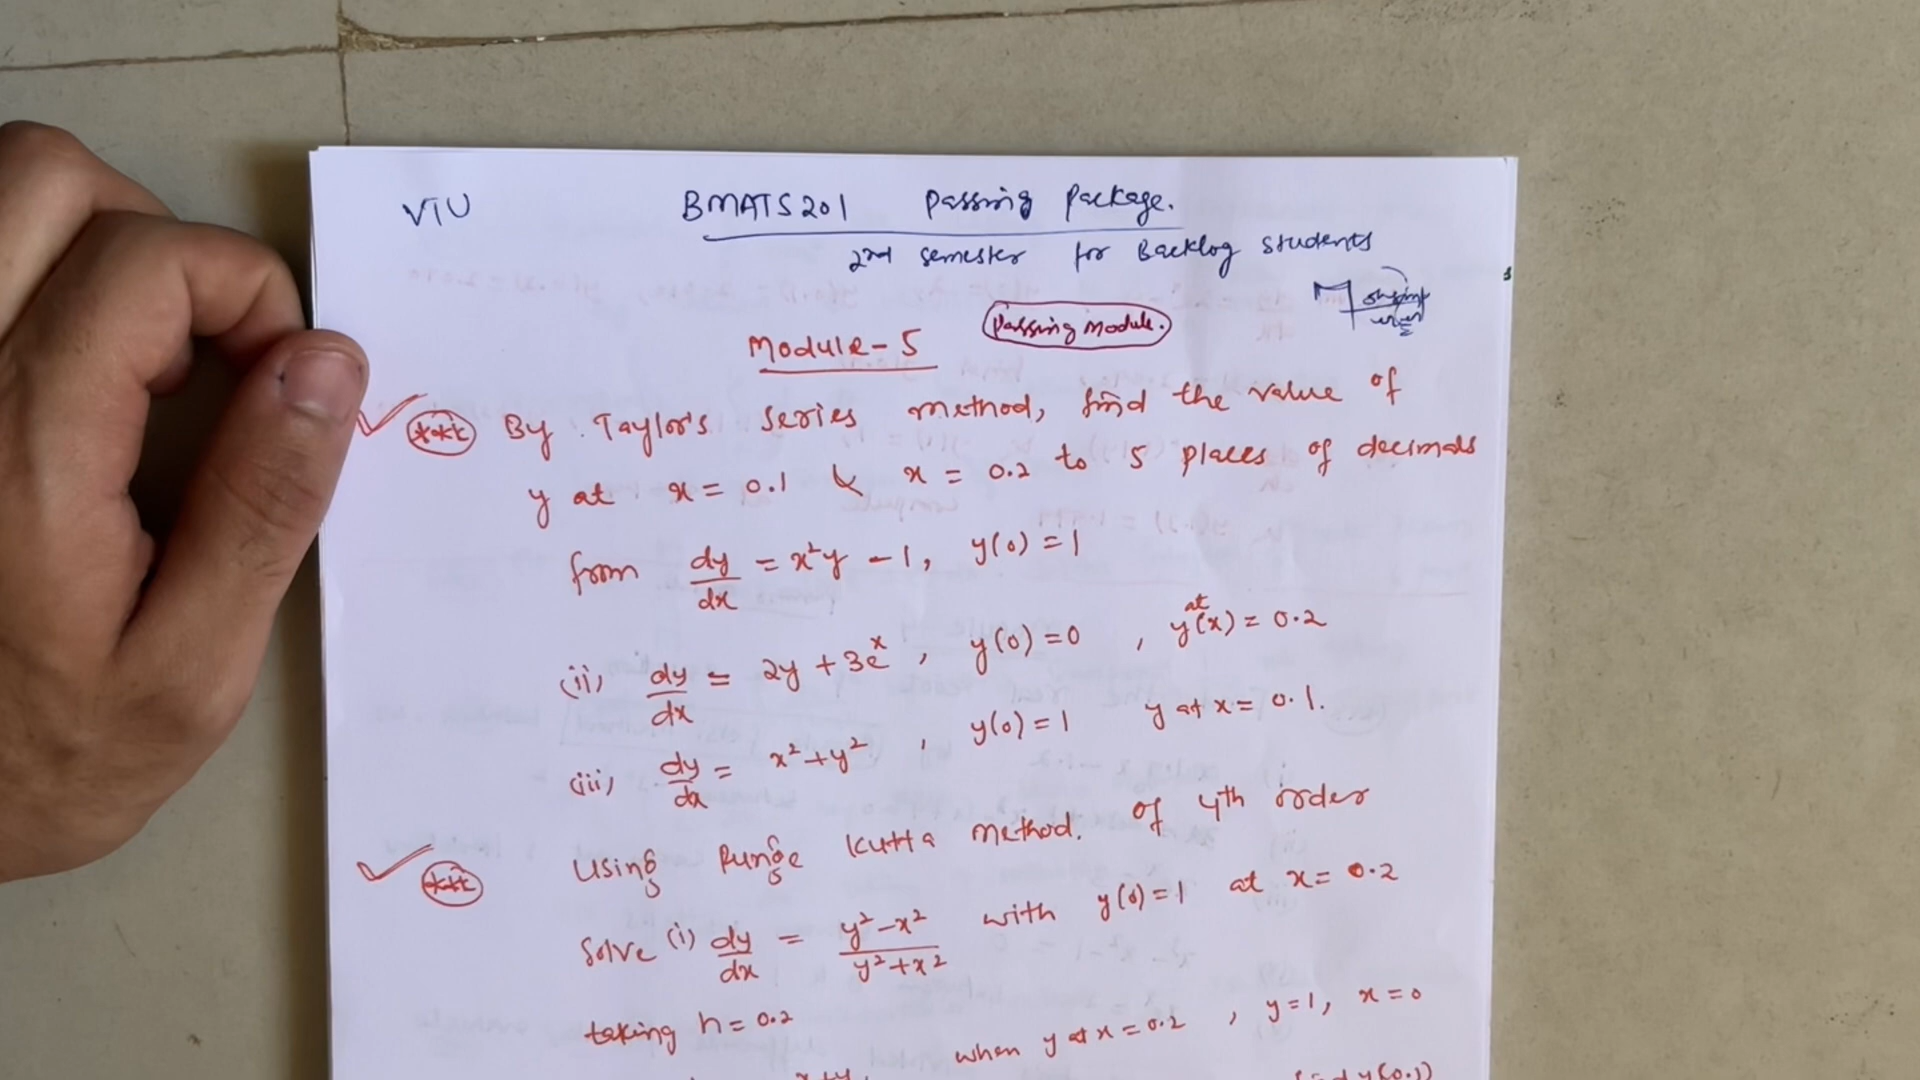 VTU BMATS201 Passing Package.
2nd semester for Backlog students
Module-5 Passing Module.
*** By Taylor's series method, find the value of
y at x = 0.1 & x = 0.2 to 5 places of decimals
from dy/dx = x²y - 1, y(0) = 1
(ii) dy/dx = 2y + 3eˣ, y(0) = 0, at y(x) = 0.2
(iii) dy/dx = x² + y², y(0) = 1 y at x = 0.1.
*** Using Runge Kutta method. of 4th order
Solve (i) dy/dx = y² - x² / y² + x² with y(0) = 1 at x = 0.2
taking h = 0.2
when y at x = 0.2, y = 1, x = 0